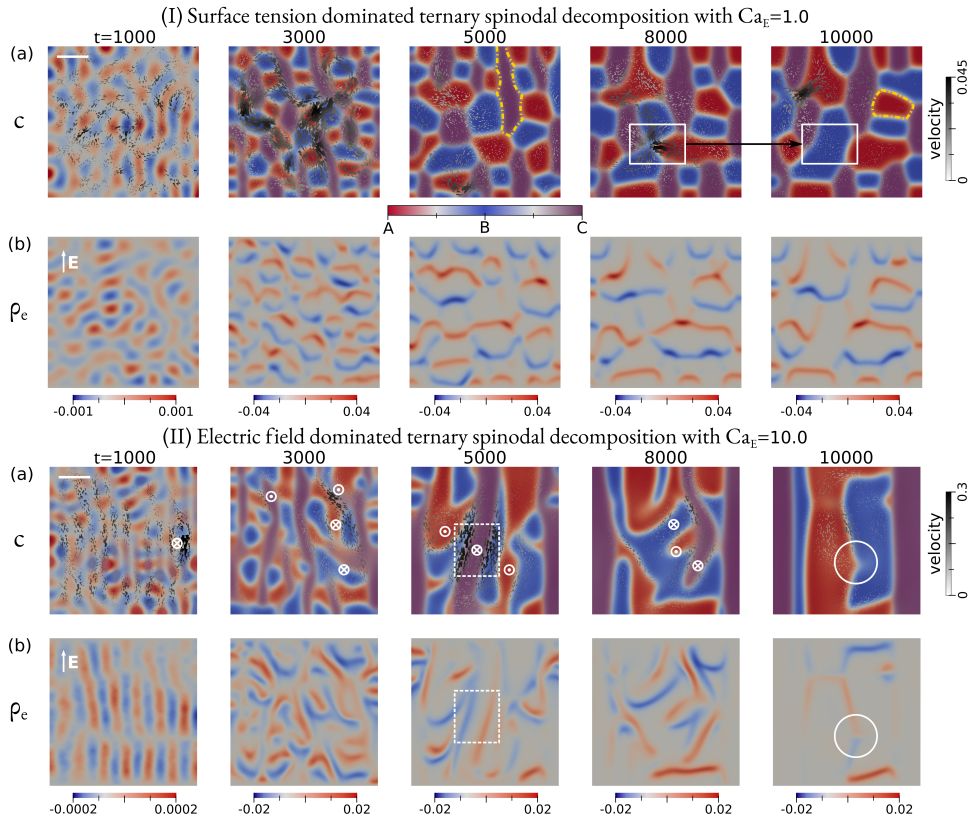 (I) Surface tension dominated ternary spinodal decomposition with Ca_E=1.0
t=1000 3000 5000 8000 10000
(a)
c
0.045
velocity
0
A B C
(b)
E
ρ_e
-0.001 0.001 -0.04 0.04 -0.04 0.04 -0.04 0.04 -0.04 0.04
(II) Electric field dominated ternary spinodal decomposition with Ca_E=10.0
t=1000 3000 5000 8000 10000
(a)
c
0.3
velocity
0
(b)
E
ρ_e
-0.0002 0.0002 -0.02 0.02 -0.02 0.02 -0.02 0.02 -0.02 0.02